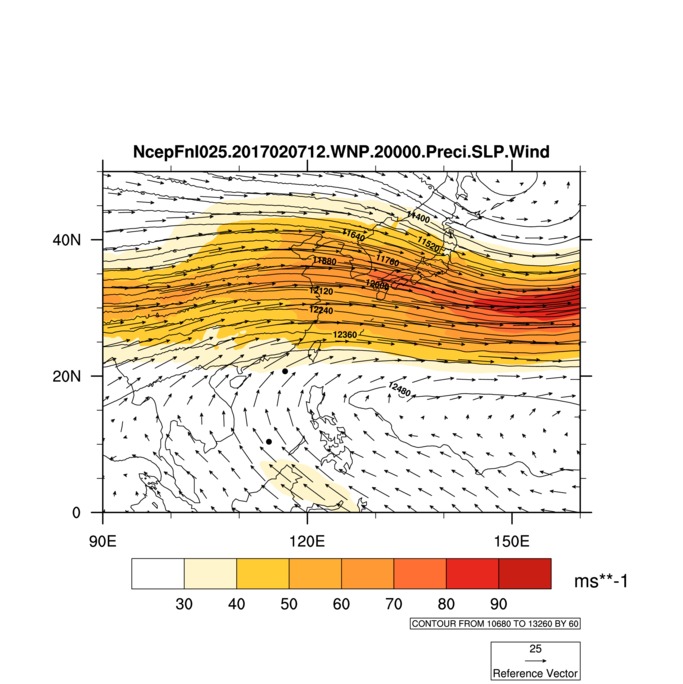 NcepFnl025.2017020712.WNP.20000.Preci.SLP.Wind
11400
11640
11520
11880
11760
12000
12120
12240
12360
12480
40N
20N
0
90E 120E 150E
30 40 50 60 70 80 90
ms**-1
CONTOUR FROM 10680 TO 13260 BY 60
25
Reference Vector